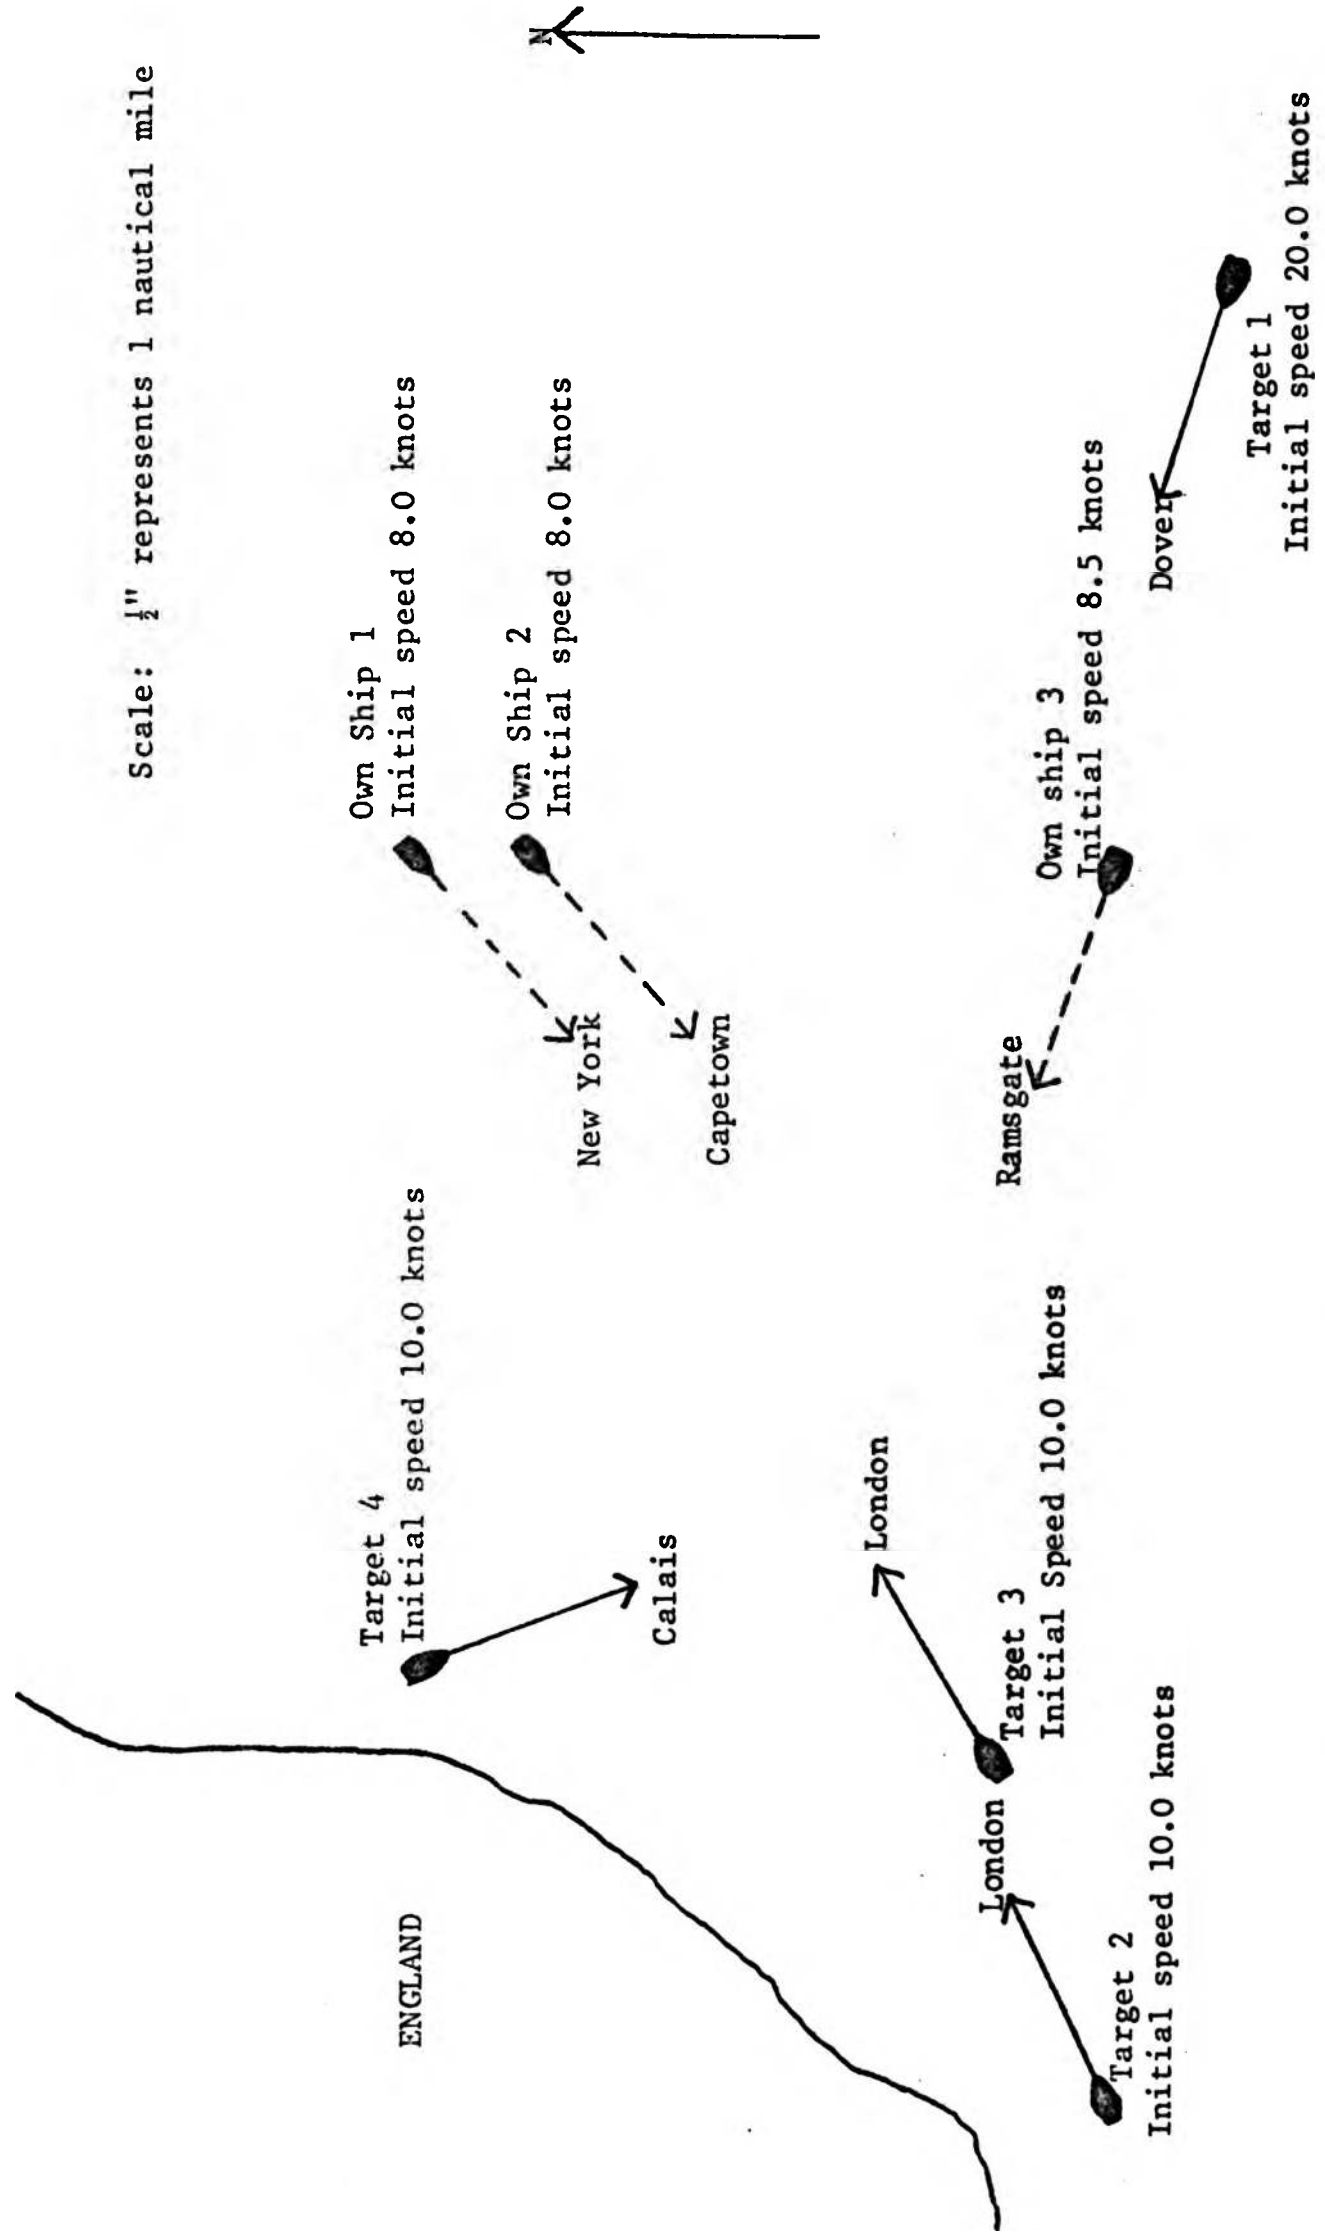 N
Scale: ½" represents 1 nautical mile
Own Ship 1
Initial speed 8.0 knots
New York
Own Ship 2
Initial speed 8.0 knots
Capetown
Target 4
Initial speed 10.0 knots
Calais
ENGLAND
Own ship 3
Initial speed 8.5 knots
Ramsgate
Dover
Target 1
Initial speed 20.0 knots
London
Target 3
Initial Speed 10.0 knots
London
Target 2
Initial speed 10.0 knots